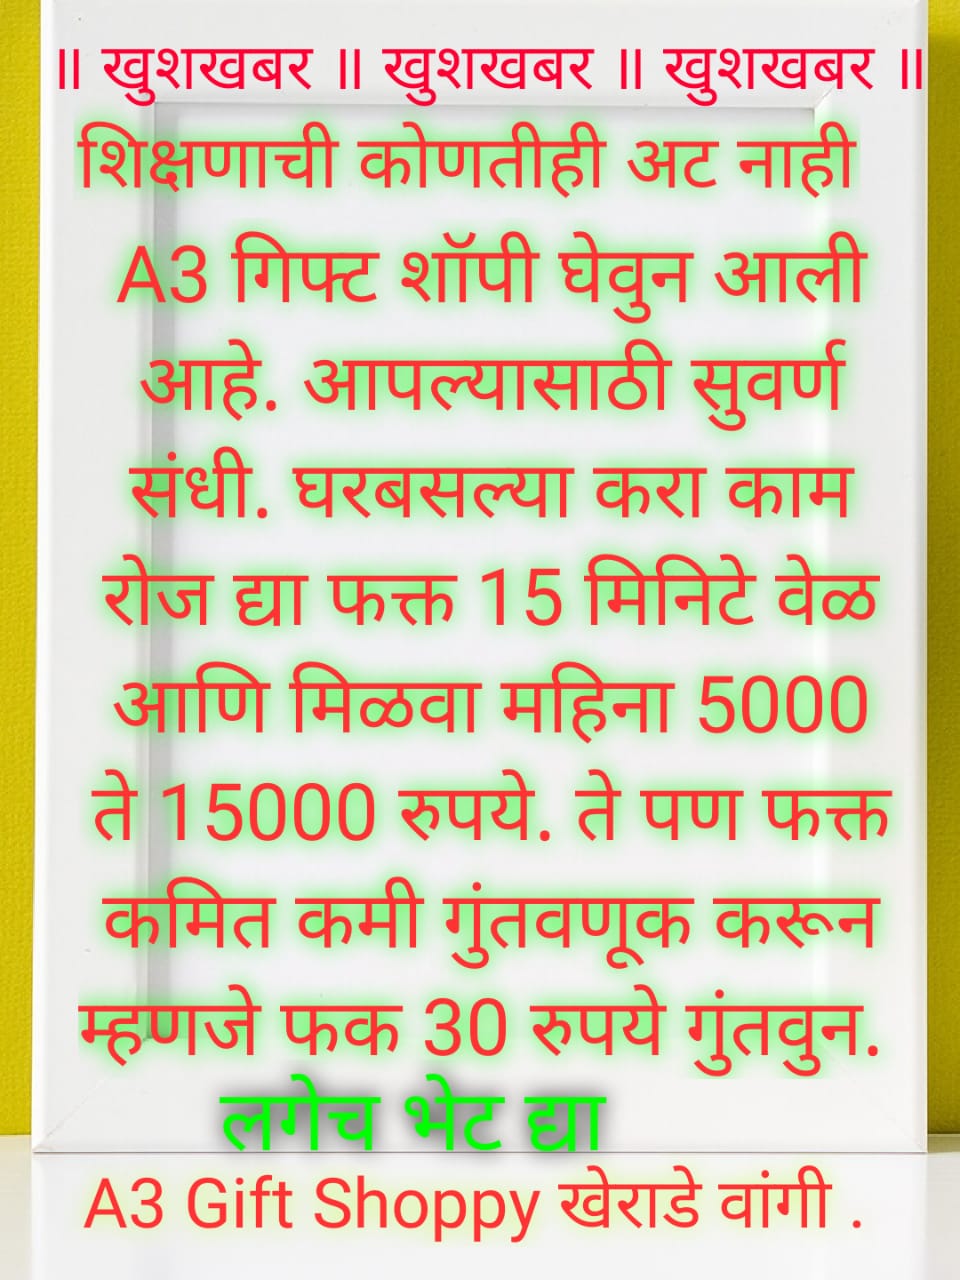 ॥ खुशखबर ॥ खुशखबर ॥ खुशखबर ॥
शिक्षणाची कोणतीही अट नाही
A3 गिफ्ट शॉपी घेवुन आली
आहे. आपल्यासाठी सुवर्ण
संधी. घरबसल्या करा काम
रोज द्या फक्त 15 मिनिटे वेळ
आणि मिळवा महिना 5000
ते 15000 रुपये. ते पण फक्त
कमित कमी गुंतवणूक करून
म्हणजे फक 30 रुपये गुंतवुन.
लगेच भेट द्या
A3 Gift Shoppy खेराडे वांगी .